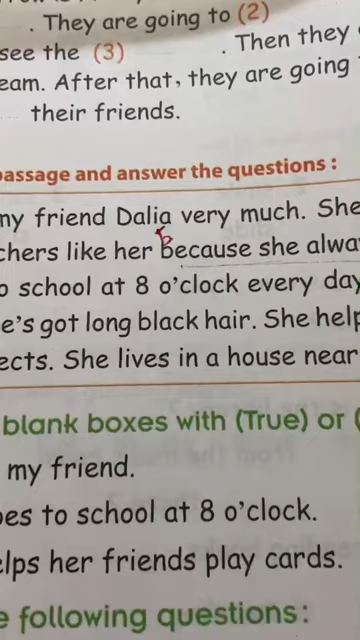 . They are going to (2)
see the (3) . Then they
eam. After that, they are going
their friends.
passage and answer the questions :
my friend Dalia very much. She
chers like her because she alwa
o school at 8 o'clock every day
e's got long black hair. She help
ects. She lives in a house near
blank boxes with (True) or (
my friend.
oes to school at 8 o'clock.
elps her friends play cards.
e following questions: